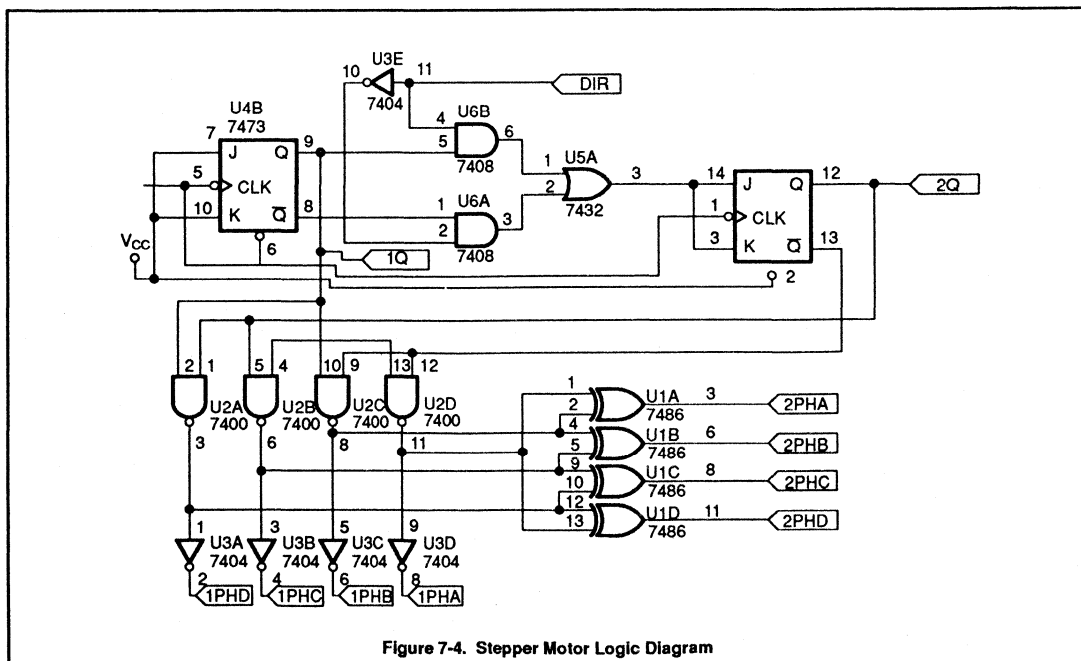 U3E
10
11
7404
DIR
U4B
7473
7
J
Q
9
5
CLK
10
K
Q
8
6
VCC
4
5
U6B
6
7408
1
2
U6A
3
7408
1
2
U5A
3
7432
14
J
Q
12
1
CLK
3
K
Q
13
2
2Q
1Q
2
1
5
4
10
9
13
12
U2A
7400
U2B
7400
U2C
7400
U2D
7400
3
6
8
11
1
2
U1A
7486
3
2PHA
4
5
U1B
7486
6
2PHB
9
10
U1C
7486
8
2PHC
12
13
U1D
7486
11
2PHD
1
3
5
9
U3A
7404
U3B
7404
U3C
7404
U3D
7404
2
4
6
8
1PHD
1PHC
1PHB
1PHA
Figure 7-4. Stepper Motor Logic Diagram